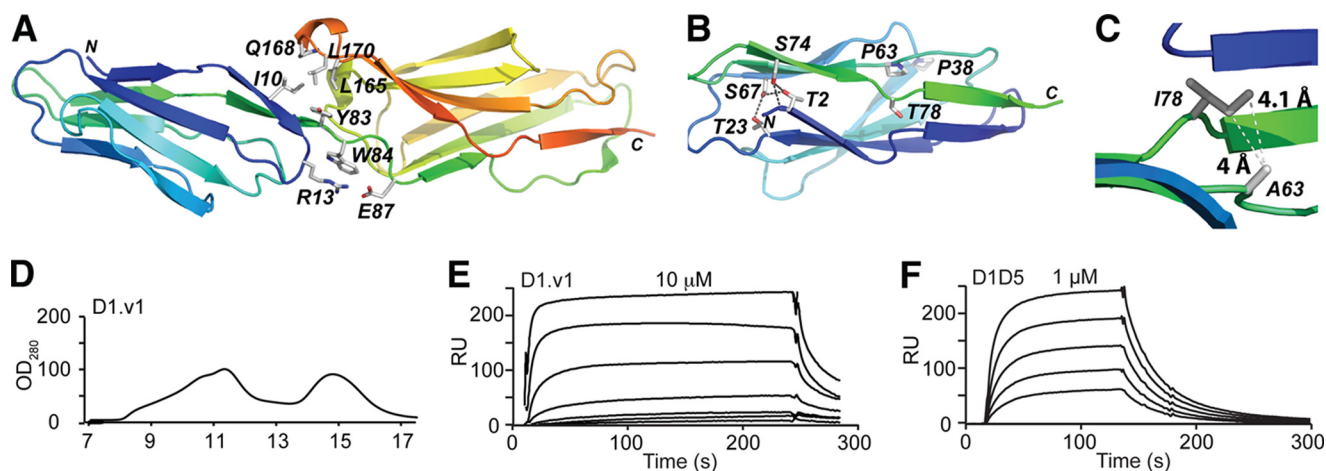 A
N
Q168
L170
I10
L165
Y83
W84
R13
E87
C
B
S74
P63
P38
S67
T2
T23
N
T78
C
C
I78
4.1 Å
4 Å
A63
D
D1.v1
OD280
200
100
0
7 9 11 13 15 17
E
D1.v1 10 μM
RU
200
100
0
0 100 200 300
Time (s)
F
D1D5 1 μM
RU
200
100
0
0 100 200 300
Time (s)